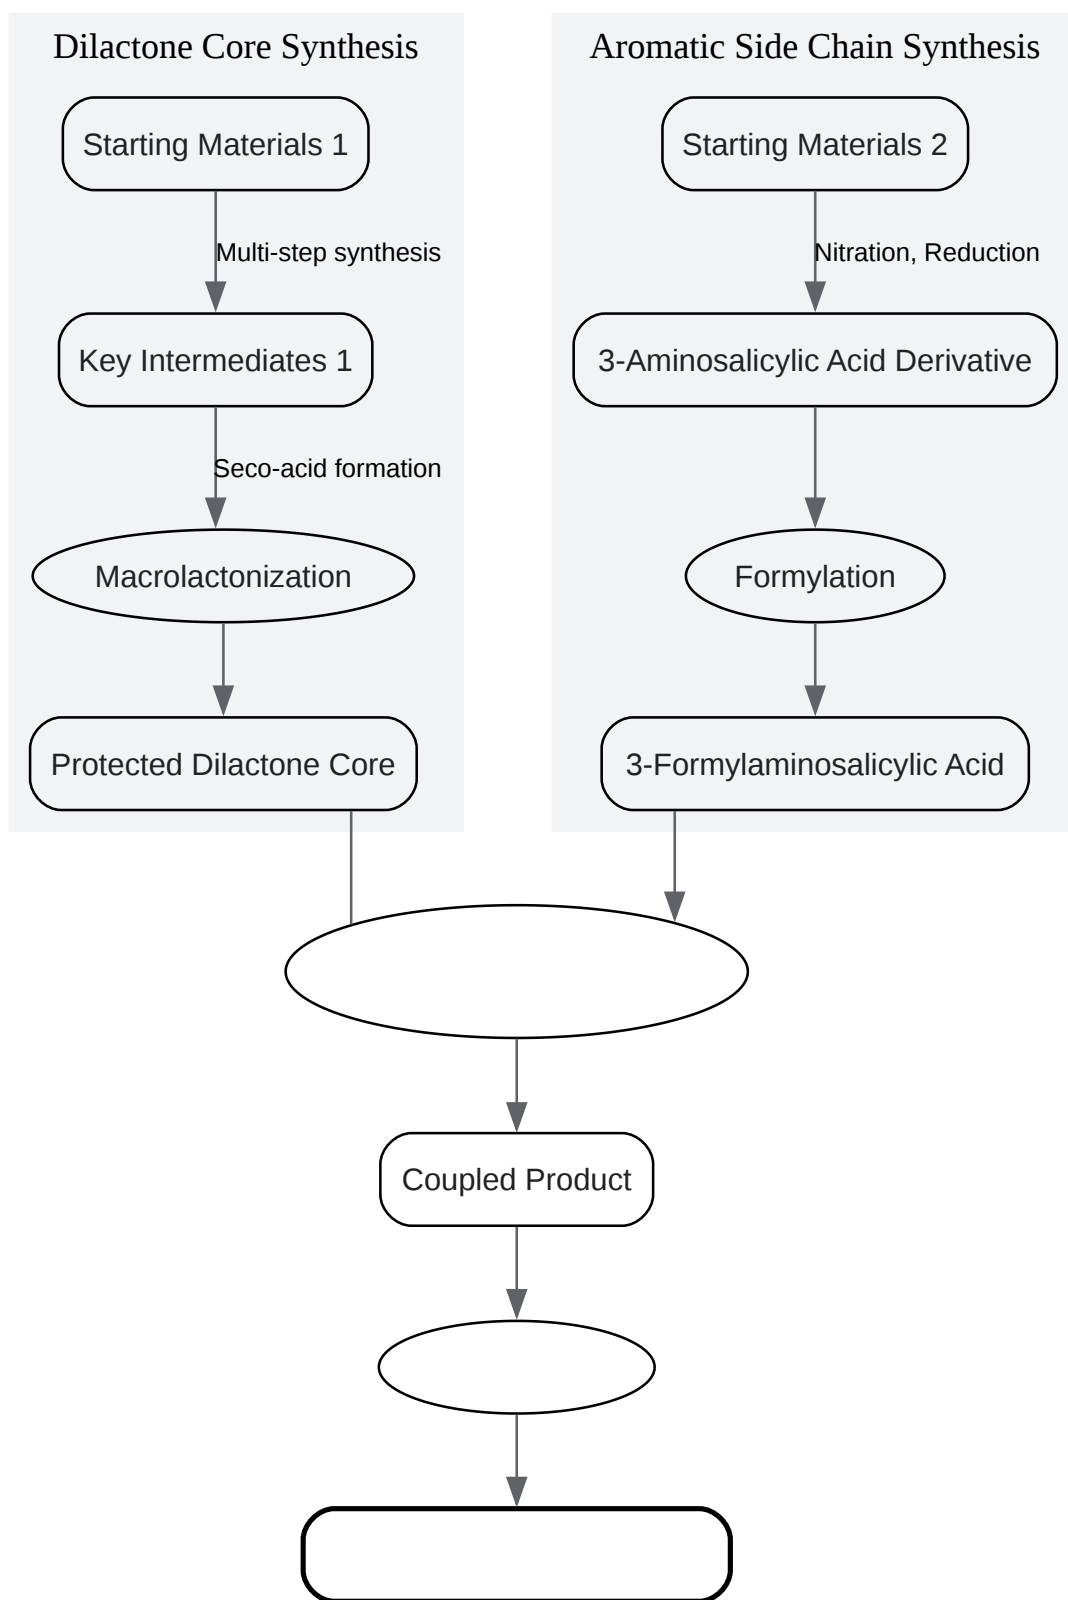 Dilactone Core Synthesis
Starting Materials 1
Multi-step synthesis
Key Intermediates 1
Seco-acid formation
Macrolactonization
Protected Dilactone Core
Aromatic Side Chain Synthesis
Starting Materials 2
Nitration, Reduction
3-Aminosalicylic Acid Derivative
Formylation
3-Formylaminosalicylic Acid
Coupled Product